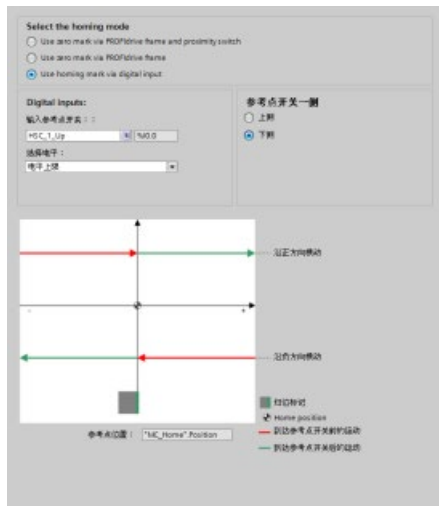 Select the homing mode
Use zero mark via PROFIdrive frame and proximity switch
Use zero mark via PROFIdrive frame
Use homing mark via digital input
Digital inputs:
输入参考点开关：:
HSC_1_Up
%I0.0
选择电平：
电平上限
参考点开关一侧
上侧
下侧
沿正方向移动
-
+
沿负方向移动
归位标记
Home position
到达参考点开关前的运动
到达参考点开关后的运动
参考点位置：
"MC_Home".Position